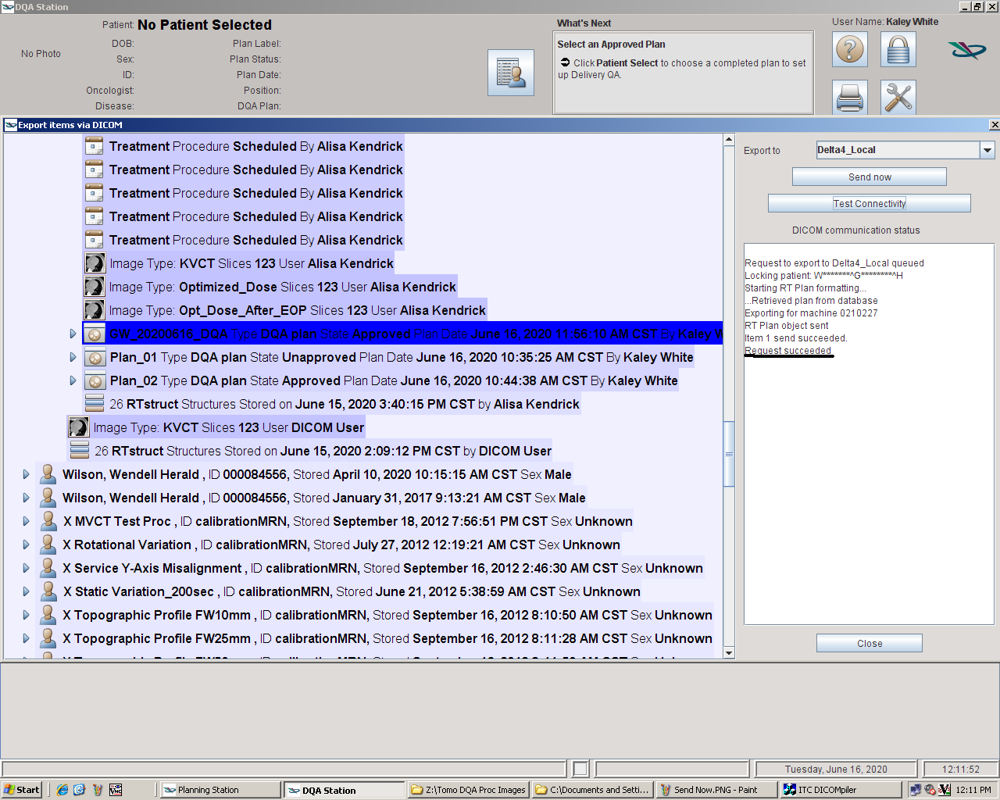 DQA Station
Patient: No Patient Selected
No Photo
DOB:
Sex:
ID:
Oncologist:
Disease:
Plan Label:
Plan Status:
Plan Date:
Position:
DQA Plan:
What's Next
Select an Approved Plan
Click Patient Select to choose a completed plan to set
up Delivery QA.
User Name: Kaley White
Export items via DICOM
Treatment Procedure Scheduled By Alisa Kendrick
Treatment Procedure Scheduled By Alisa Kendrick
Treatment Procedure Scheduled By Alisa Kendrick
Treatment Procedure Scheduled By Alisa Kendrick
Treatment Procedure Scheduled By Alisa Kendrick
Image Type: KVCT Slices 123 User Alisa Kendrick
Image Type: Optimized_Dose Slices 123 User Alisa Kendrick
Image Type: Opt_Dose_After_EOP Slices 123 User Alisa Kendrick
GW_20200616_DQA Type DQA plan State Approved Plan Date June 16, 2020 11:56:10 AM CST By Kaley W
Plan_01 Type DQA plan State Unapproved Plan Date June 16, 2020 10:35:25 AM CST By Kaley White
Plan_02 Type DQA plan State Approved Plan Date June 16, 2020 10:44:38 AM CST By Kaley White
26 RTstruct Structures Stored on June 15, 2020 3:40:15 PM CST by Alisa Kendrick
Image Type: KVCT Slices 123 User DICOM User
26 RTstruct Structures Stored on June 15, 2020 2:09:12 PM CST by DICOM User
Wilson, Wendell Herald , ID 000084556, Stored April 10, 2020 10:15:15 AM CST Sex Male
Wilson, Wendell Herald , ID 000084556, Stored January 31, 2017 9:13:21 AM CST Sex Male
X MVCT Test Proc , ID calibrationMRN, Stored September 18, 2012 7:56:51 PM CST Sex Unknown
X Rotational Variation , ID calibrationMRN, Stored July 27, 2012 12:19:21 AM CST Sex Unknown
X Service Y-Axis Misalignment , ID calibrationMRN, Stored September 16, 2012 2:46:30 AM CST Sex Unknown
X Static Variation_200sec , ID calibrationMRN, Stored June 21, 2012 5:38:59 AM CST Sex Unknown
X Topographic Profile FW10mm , ID calibrationMRN, Stored September 16, 2012 8:10:50 AM CST Sex Unknown
X Topographic Profile FW25mm , ID calibrationMRN, Stored September 16, 2012 8:11:28 AM CST Sex Unknown
Export to Delta4_Local
Send now
Test Connectivity
DICOM communication status
Request to export to Delta4_Local queued
Locking patient: W*******^G********^H
Starting RT Plan formatting...
...Retrieved plan from database
Exporting for machine 0210227
RT Plan object sent
Item 1 send succeeded.
Request succeeded
Close
Tuesday, June 16, 2020
12:11:52
Start
Planning Station
DQA Station
Z:\Tomo DQA Proc Images
C:\Documents and Setti...
Send Now.PNG - Paint
ITC DICOMpiler
12:11 PM